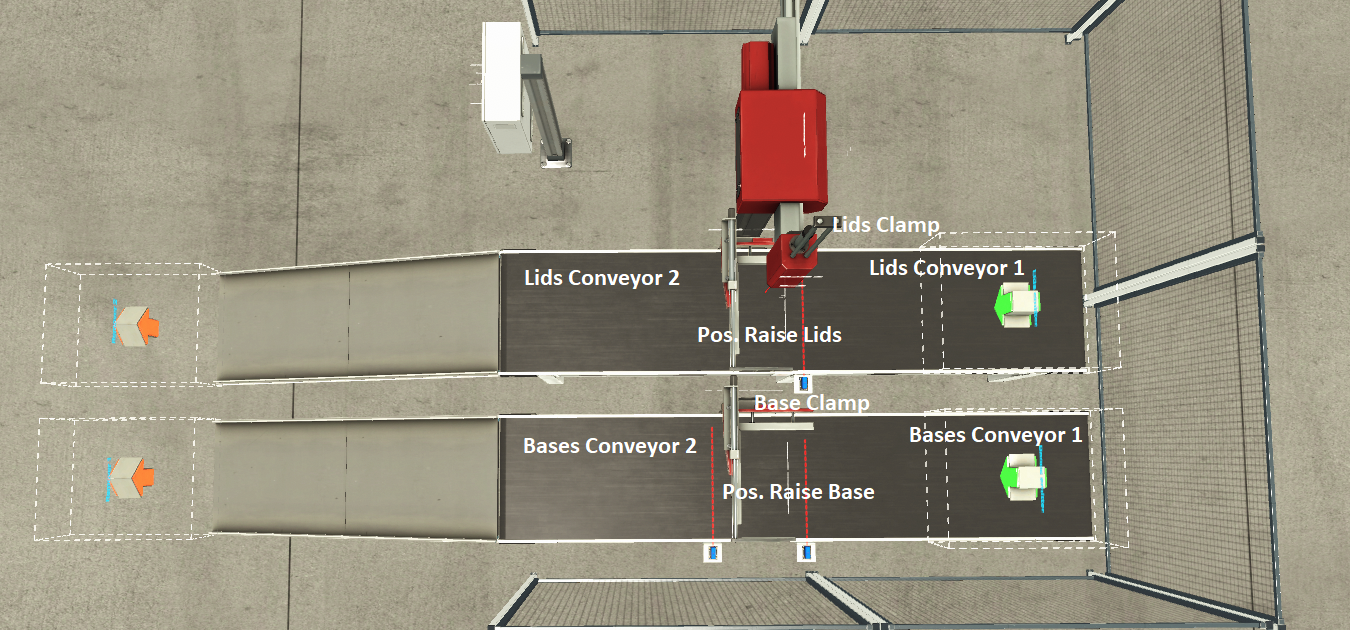 Lids Clamp
Lids Conveyor 2
Lids Conveyor 1
Pos. Raise Lids
Base Clamp
Bases Conveyor 2
Bases Conveyor 1
Pos. Raise Base